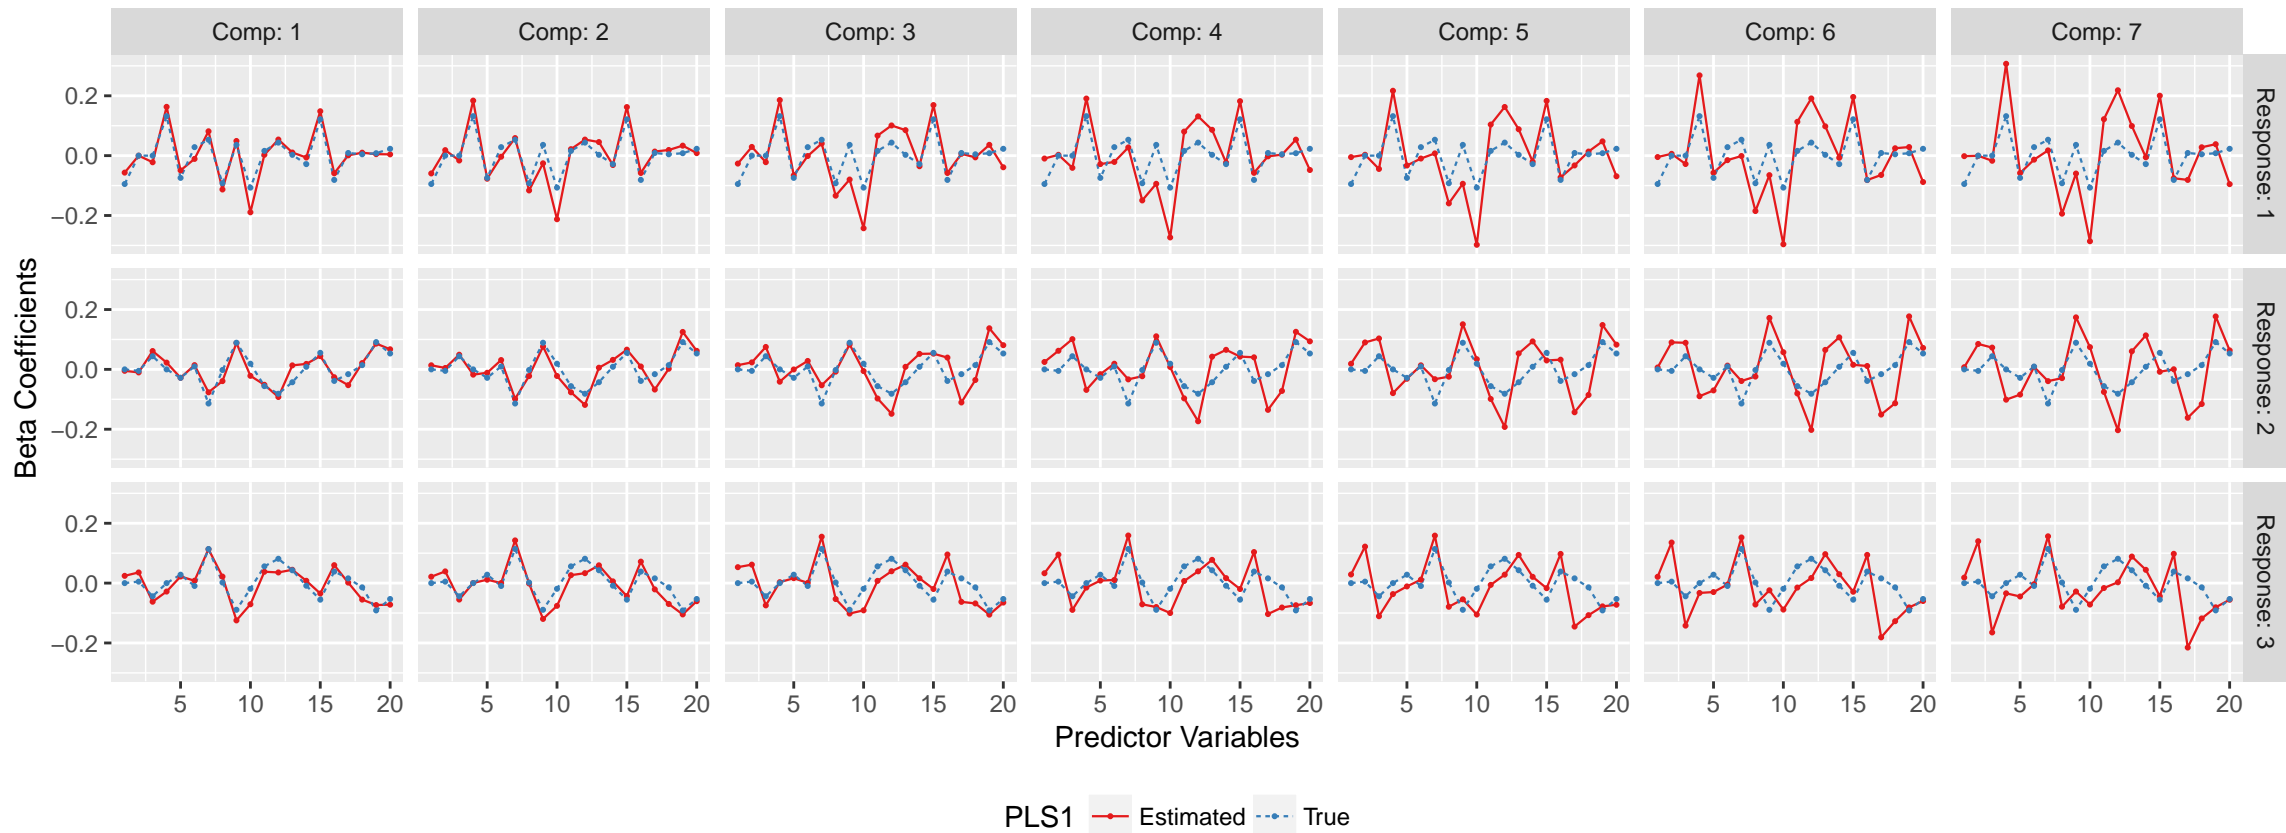 Comp: 1 Comp: 2 Comp: 3 Comp: 4 Comp: 5 Comp: 6 Comp: 7
Beta Coefficients
0.2
0.0
−0.2
Response: 1
0.2
0.0
−0.2
Response: 2
0.2
0.0
−0.2
Response: 3
5 10 15 20 5 10 15 20 5 10 15 20 5 10 15 20 5 10 15 20 5 10 15 20 5 10 15 20
Predictor Variables
PLS1 Estimated True